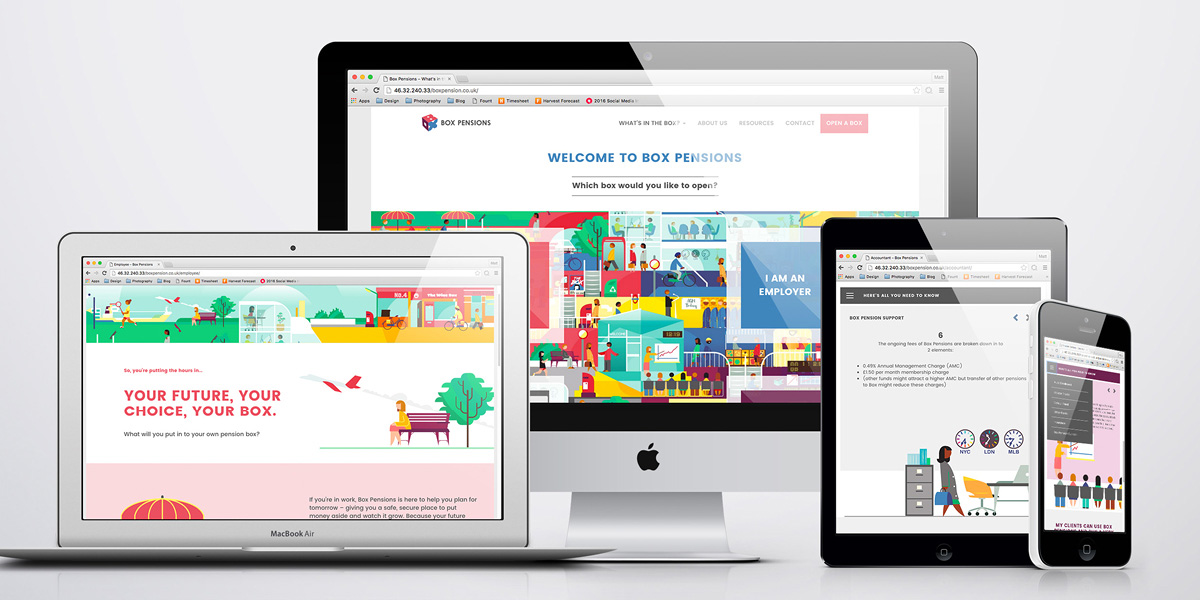 Box Pensions – What's in
Matt
46.32.240.33/boxpension.co.uk/
Apps Design Photography Blog Fount Timesheet Harvest Forecast 2016 Social Media In
BOX PENSIONS
WHAT'S IN THE BOX? ABOUT US RESOURCES CONTACT OPEN A BOX
WELCOME TO BOX PENSIONS
Which box would you like to open?
I AM AN
EMPLOYER
Employee - Box Pensions
46.32.240.33/boxpension.co.uk/employee/
Apps Design Photography Blog Fount Timesheet Harvest Forecast 2016 Social Media
No.4
So, you're putting the hours in...
YOUR FUTURE, YOUR
CHOICE, YOUR BOX.
What will you put in to your own pension box?
If you're in work, Box Pensions is here to help you plan for
tomorrow – giving you a safe, secure place to put
money aside and watch it grow. Because your future
MacBook Air
Accountant - Box Pensions
Matt
46.32.240.33/boxpension.co.uk/accountant/
Apps Design Photography Blog Fount Timesheet Harvest Forecast
HERE'S ALL YOU NEED TO KNOW
BOX PENSION SUPPORT
6
The ongoing fees of Box Pensions are broken down in to
2 elements:
0.49% Annual Management Charge (AMC)
£1.50 per month membership charge
(other funds might attract a higher AMC but transfer of other pensions
to Box might reduce these charges)
NYC LDN MLB
MY CLIENTS CAN USE BOX